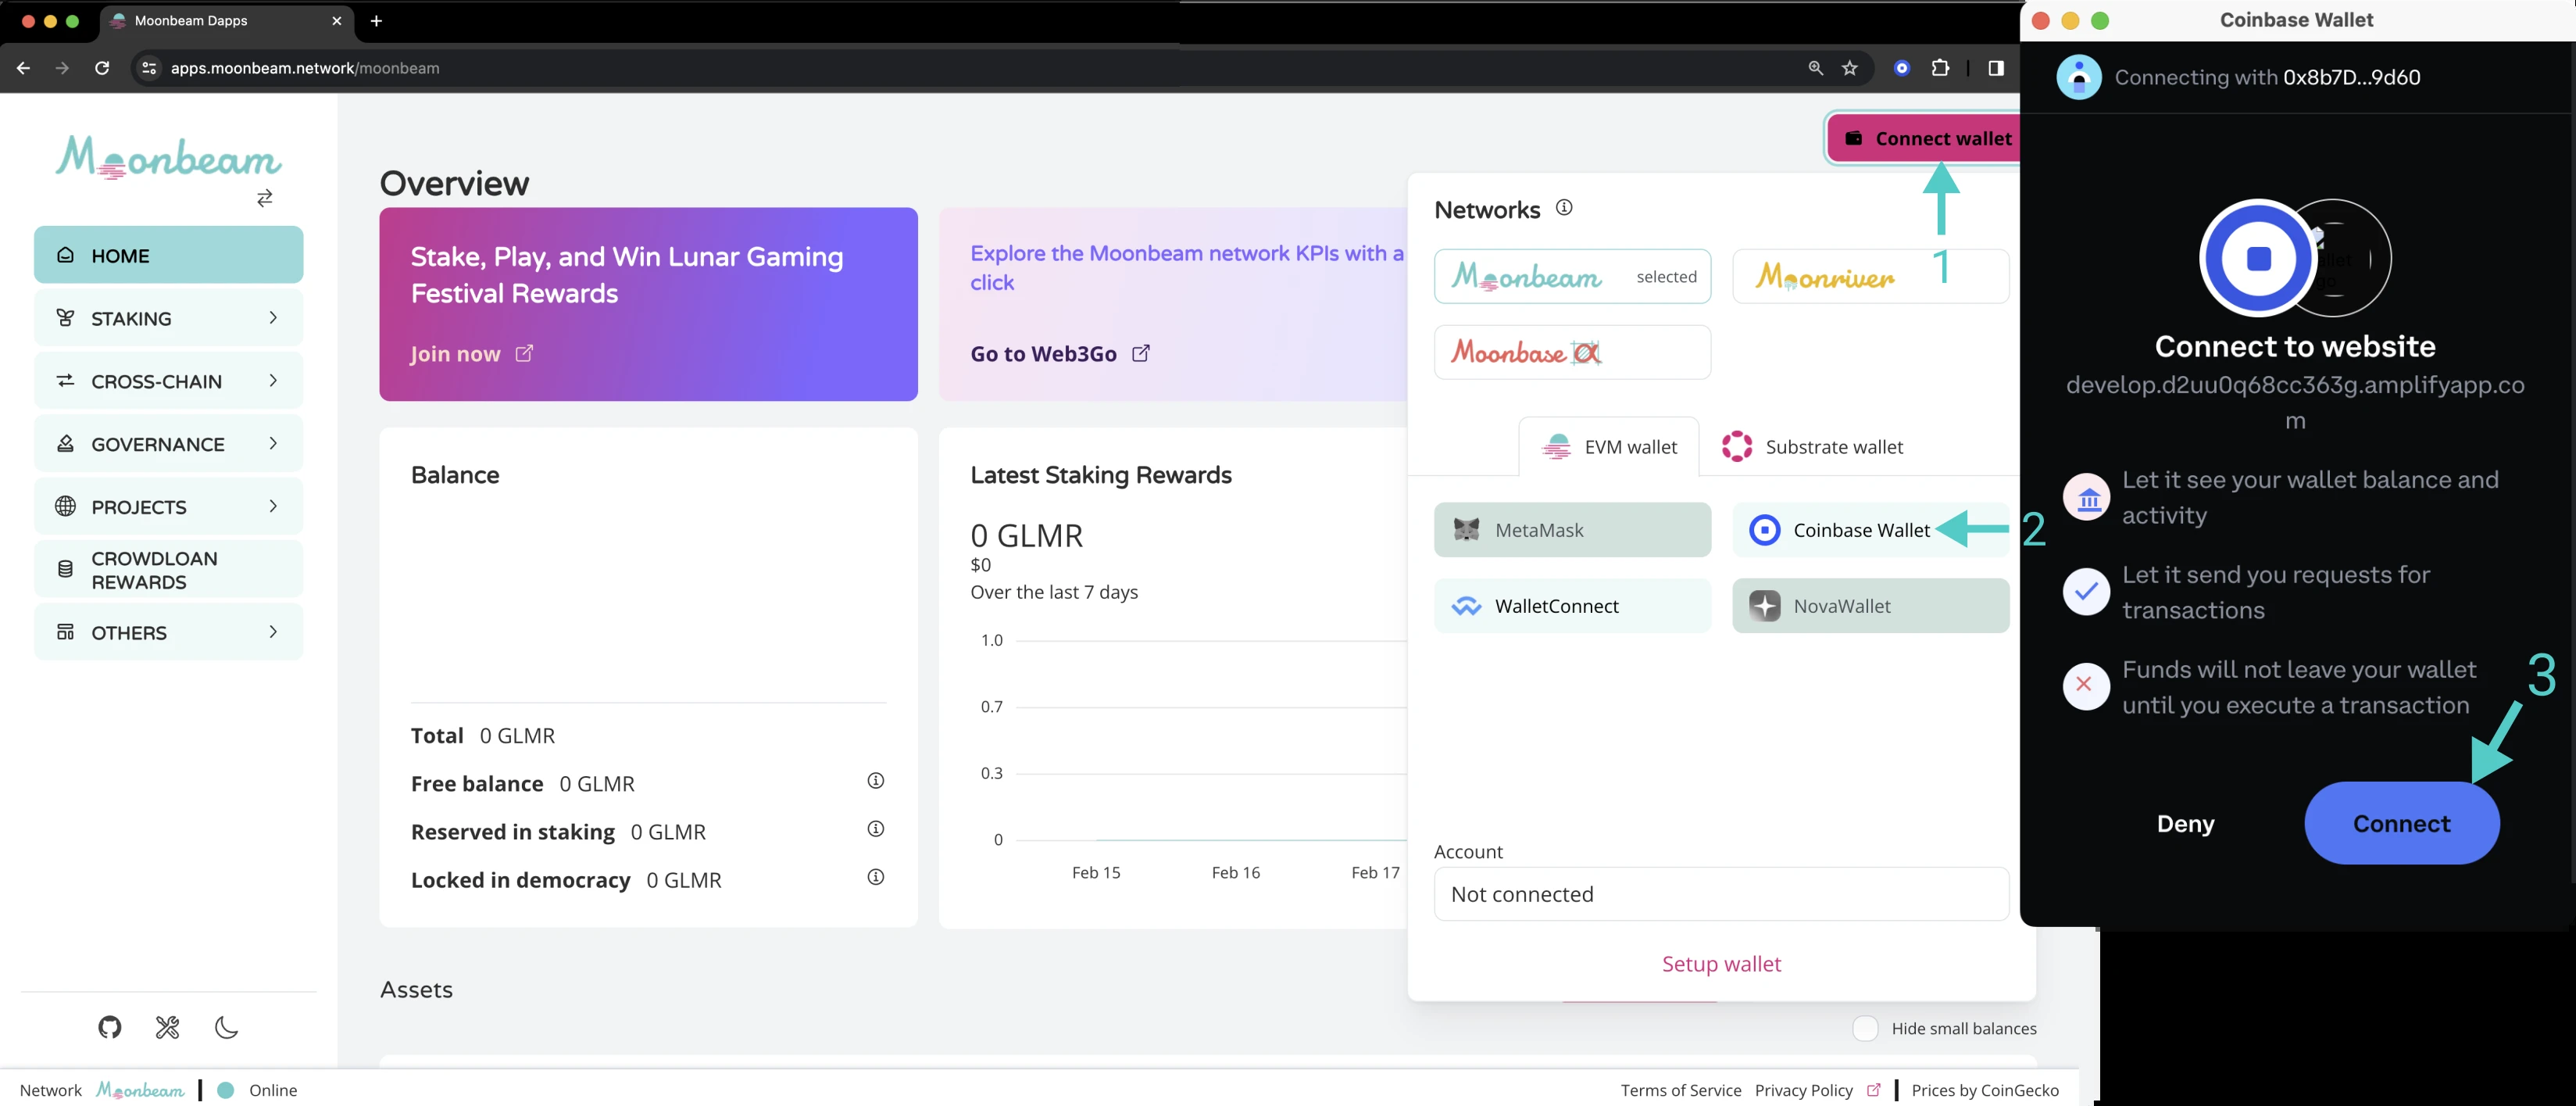 Moonbeam Dapps
apps.moonbeam.network/moonbeam
Moonbeam
HOME
STAKING
CROSS-CHAIN
GOVERNANCE
PROJECTS
CROWDLOAN
REWARDS
OTHERS
Overview
Stake, Play, and Win Lunar Gaming
Festival Rewards
Join now
Explore the Moonbeam network KPIs with a
click
Go to Web3Go
Balance
Total 0 GLMR
Free balance 0 GLMR
Reserved in staking 0 GLMR
Locked in democracy 0 GLMR
Latest Staking Rewards
0 GLMR
$0
Over the last 7 days
1.0
0.7
0.3
0
Feb 15 Feb 16 Feb 17
Assets
Hide small balances
Connect wallet
1
Networks
Moonbeam selected
Moonriver
Moonbase α
EVM wallet
Substrate wallet
MetaMask
Coinbase Wallet
2
WalletConnect
NovaWallet
Account
Not connected
Setup wallet
Network Moonbeam Online
Terms of Service Privacy Policy Prices by CoinGecko
Coinbase Wallet
Connecting with 0x8b7D...9d60
Connect to website
develop.d2uu0q68cc363g.amplifyapp.co
m
Let it see your wallet balance and
activity
Let it send you requests for
transactions
Funds will not leave your wallet
until you execute a transaction
3
Deny
Connect